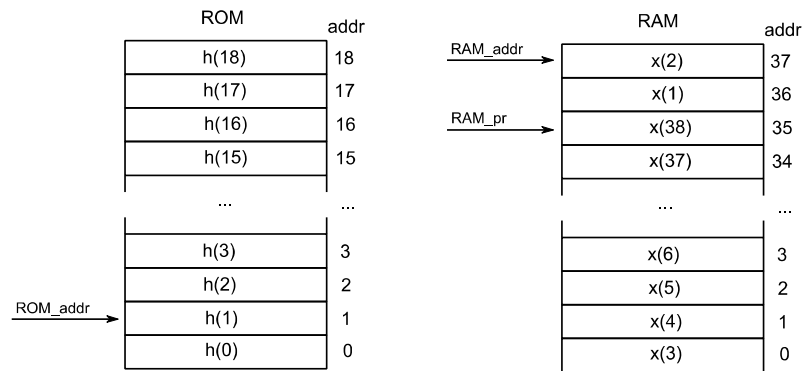 ROM
addr
h(18) 18
h(17) 17
h(16) 16
h(15) 15
... ...
h(3) 3
h(2) 2
ROM_addr h(1) 1
h(0) 0
RAM
addr
RAM_addr x(2) 37
x(1) 36
RAM_pr x(38) 35
x(37) 34
... ...
x(6) 3
x(5) 2
x(4) 1
x(3) 0